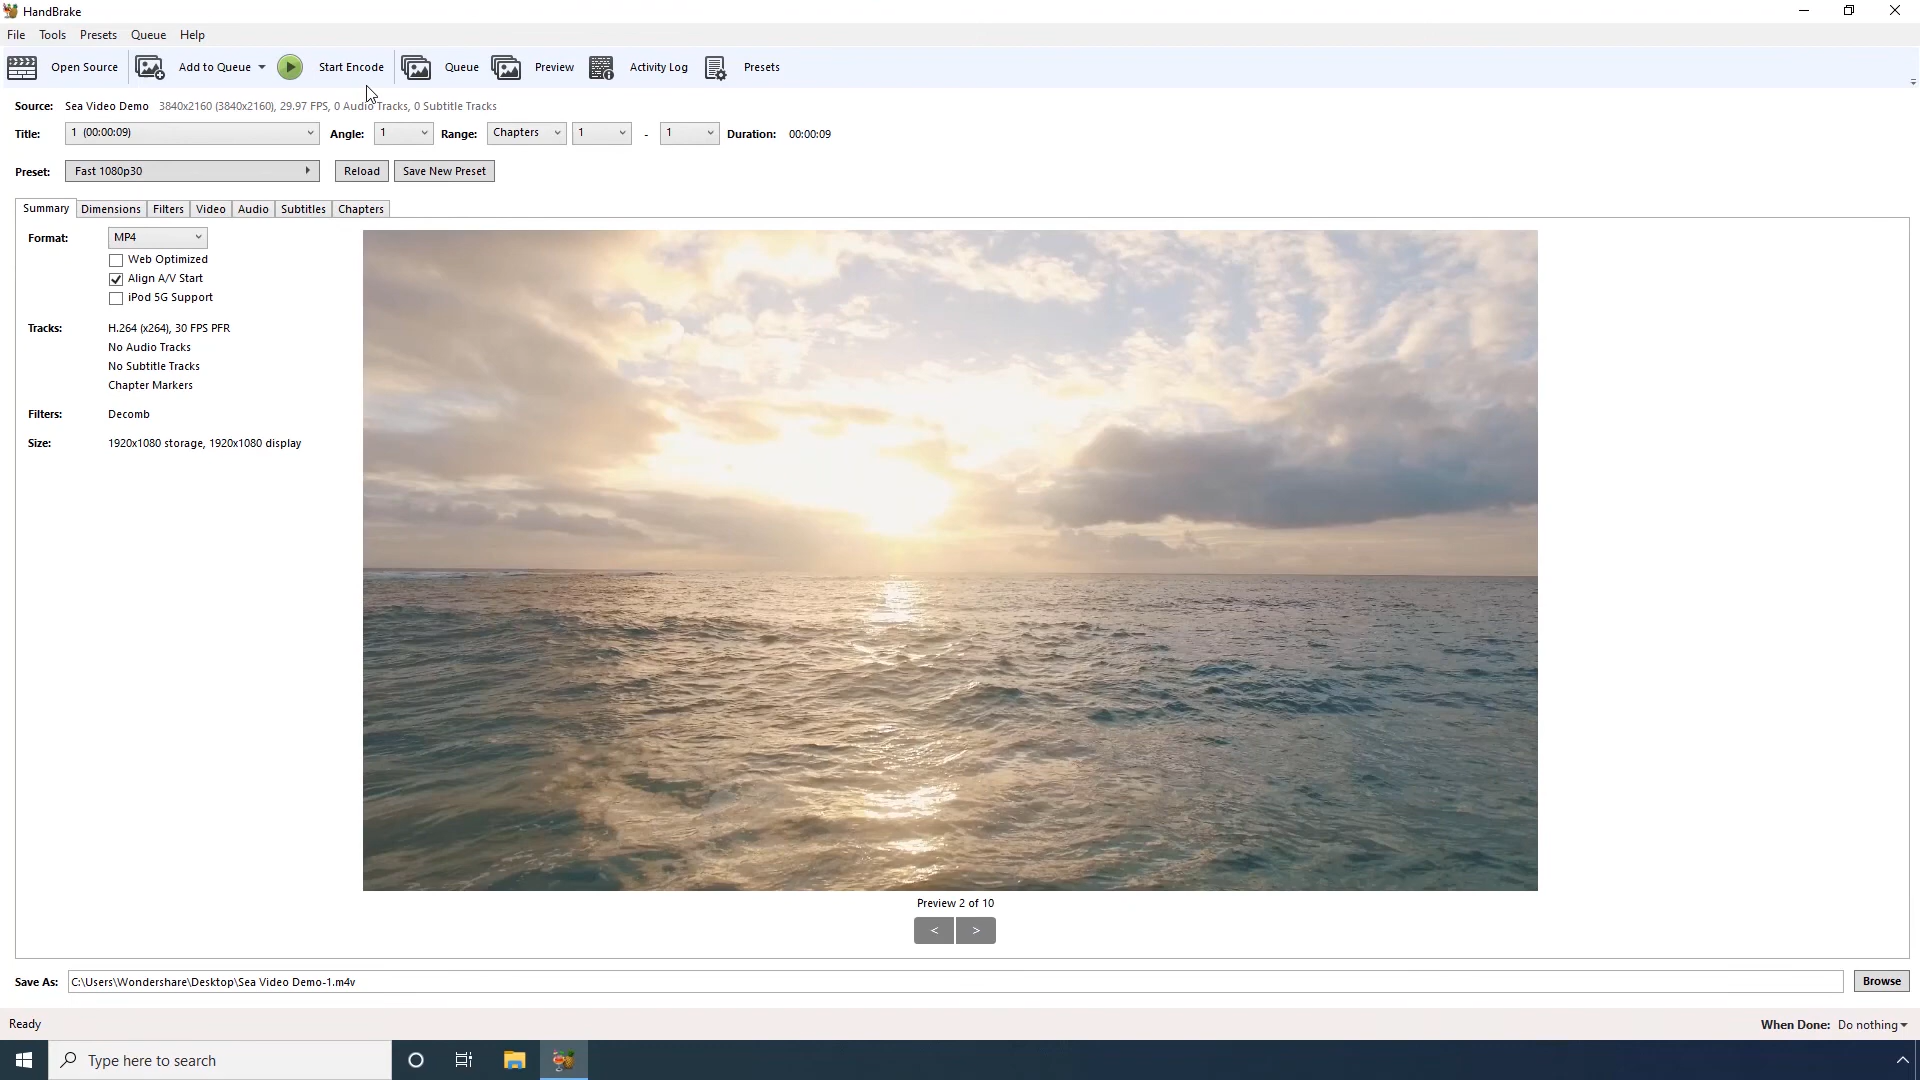 HandBrake
File Tools Presets Queue Help
Open Source Add to Queue Start Encode Queue Preview Activity Log Presets
Source: Sea Video Demo 3840x2160 (3840x2160), 29.97 FPS, 0 Audio Tracks, 0 Subtitle Tracks
Title: 1 (00:00:09) Angle: 1 Range: Chapters 1 - 1 Duration: 00:00:09
Preset: Fast 1080p30 Reload Save New Preset
Summary Dimensions Filters Video Audio Subtitles Chapters
Format: MP4
Web Optimized
Align A/V Start
iPod 5G Support
Tracks: H.264 (x264), 30 FPS PFR
No Audio Tracks
No Subtitle Tracks
Chapter Markers
Filters: Decomb
Size: 1920x1080 storage, 1920x1080 display
Preview 2 of 10
< >
Save As: C:\Users\Wondershare\Desktop\Sea Video Demo-1.m4v Browse
Ready When Done: Do nothing
Type here to search